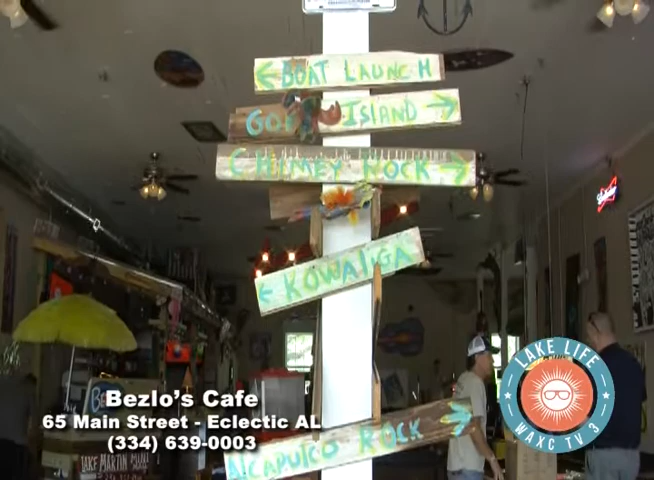 ← BOAT LAUNCH
ISLAND →
CHIMEY ROCK →
← KOWALIGA
ACAPULCO ROCK →
Bezlo's Cafe
65 Main Street - Eclectic AL
(334) 639-0003
LAKE MARTIN
LAKE LIFE
WAXC TV 3